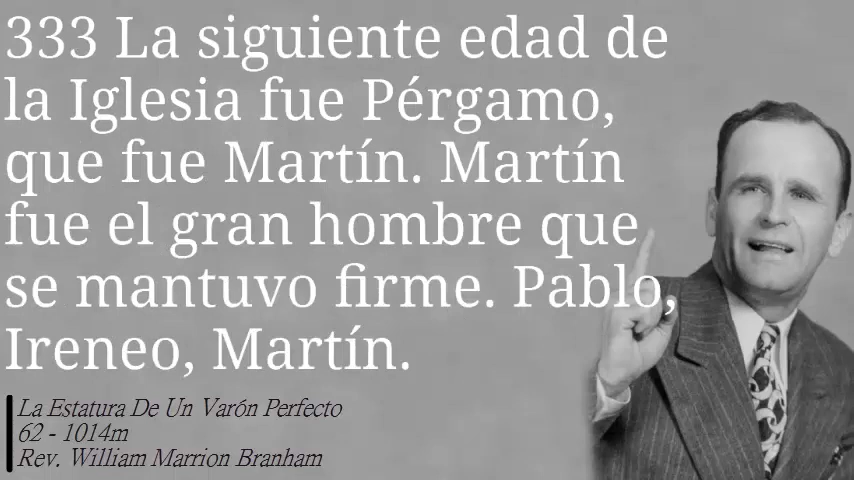 333 La siguiente edad de
la Iglesia fue Pérgamo,
que fue Martín. Martín
fue el gran hombre que
se mantuvo firme. Pablo,
Ireneo, Martín.
La Estatura De Un Varón Perfecto
62 - 1014m
Rev. William Marrion Branham